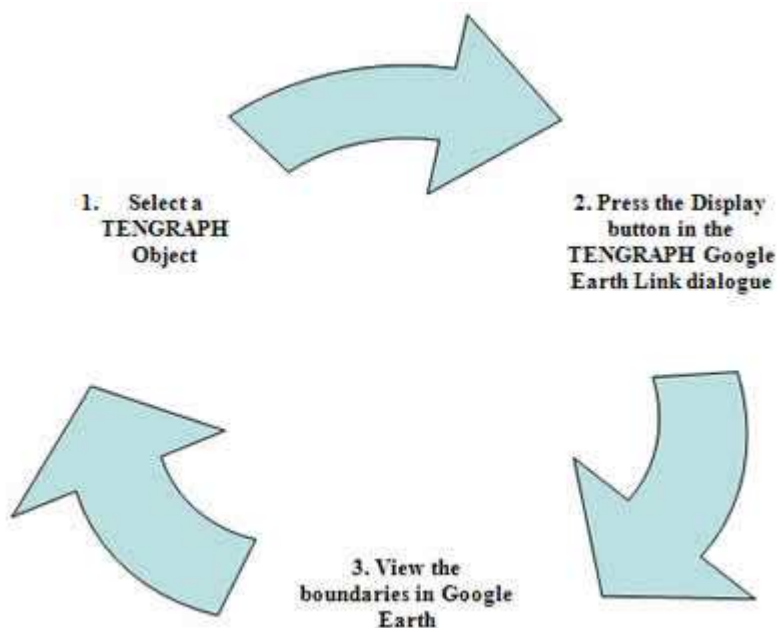 1. Select a
TENGRAPH
Object
2. Press the Display
button in the
TENGRAPH Google
Earth Link dialogue
3. View the
boundaries in Google
Earth